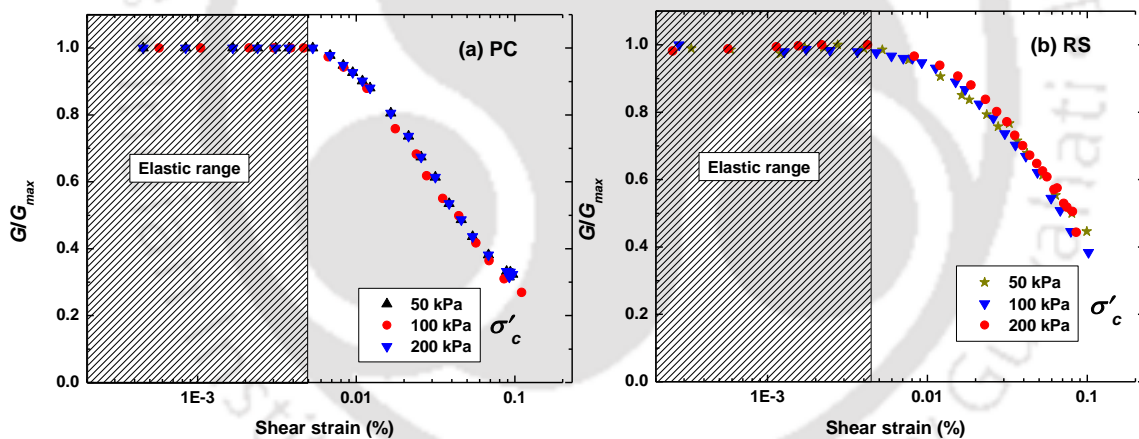 (a) PC
Elastic range
G/G_max
1.0
0.8
0.6
0.4
0.2
0.0
50 kPa
100 kPa
200 kPa
σ'_c
1E-3
0.01
0.1
Shear strain (%)
(b) RS
Elastic range
G/G_max
1.0
0.8
0.6
0.4
0.2
0.0
50 kPa
100 kPa
200 kPa
σ'_c
1E-3
0.01
0.1
Shear strain (%)
Guwahati